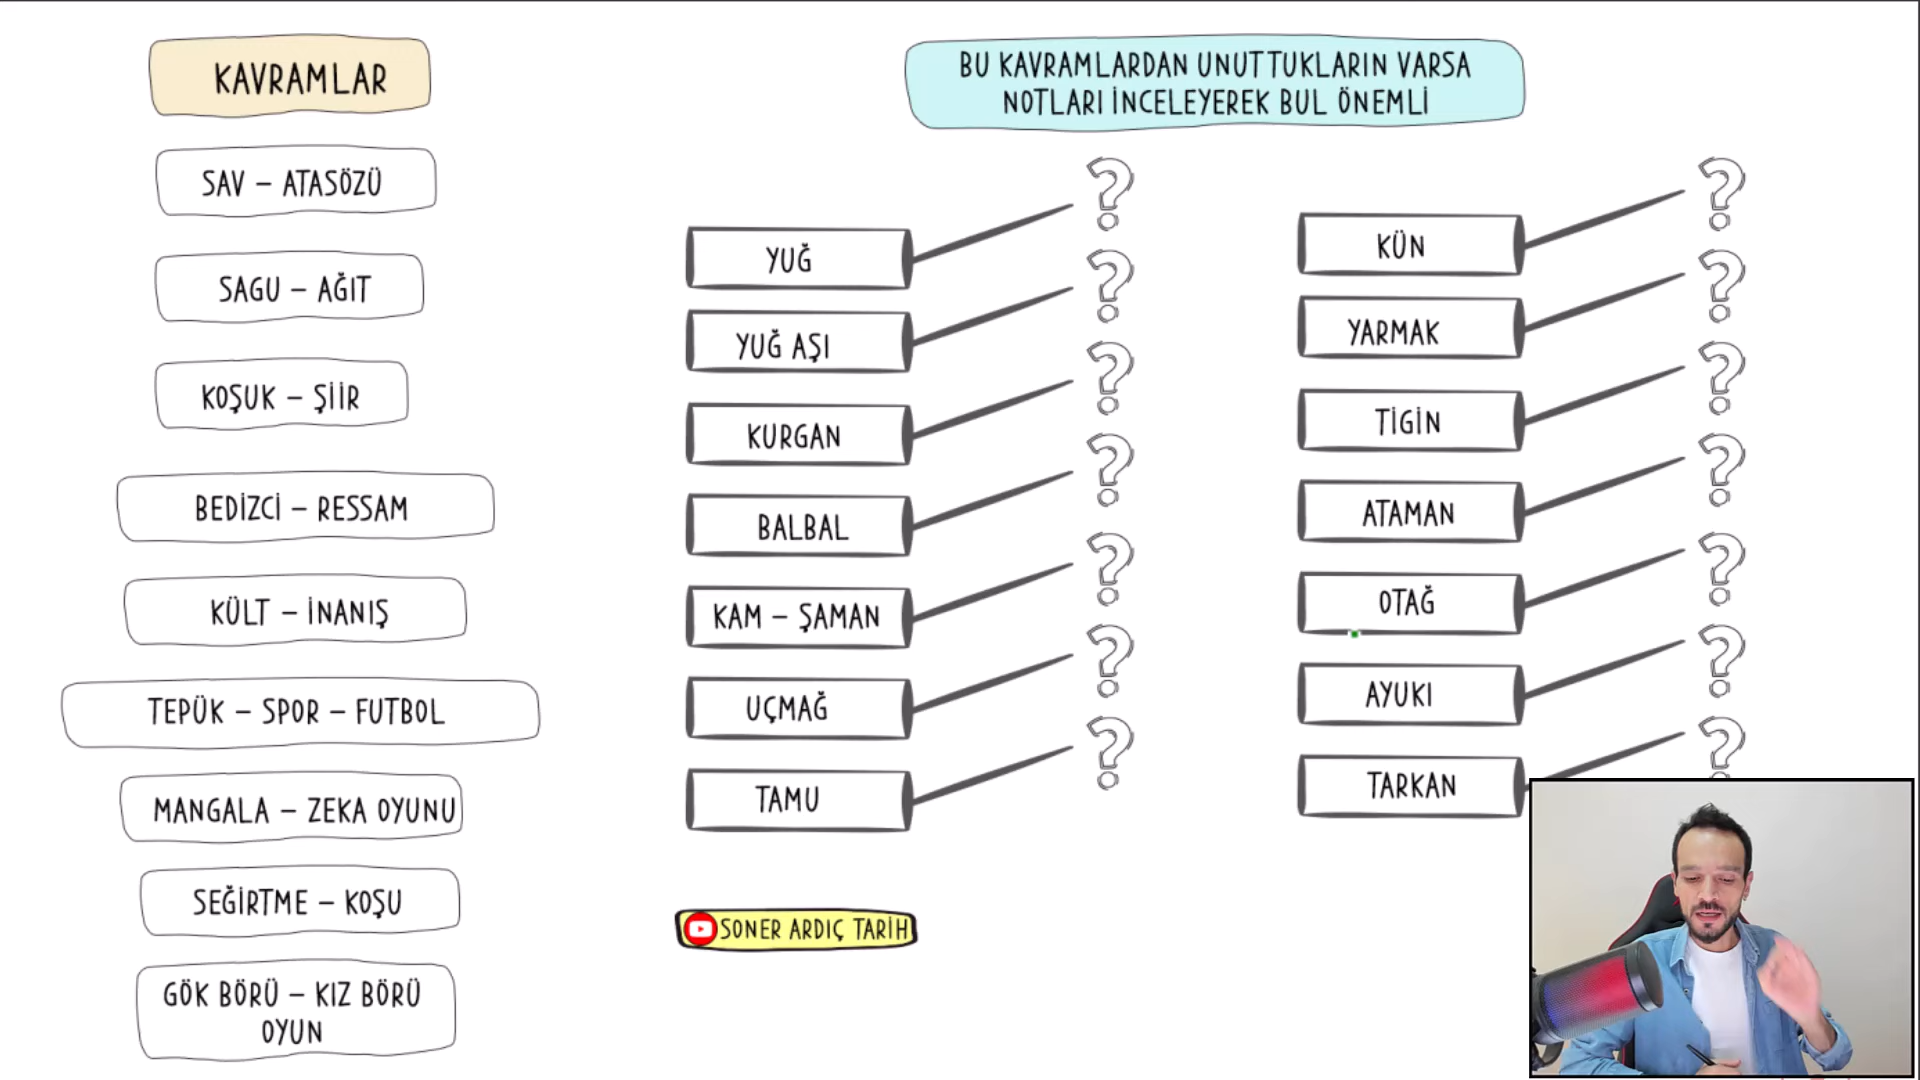 KAVRAMLAR
SAV – ATASÖZÜ
SAGU – AĞIT
KOŞUK – ŞİİR
BEDİZCİ – RESSAM
KÜLT – İNANIŞ
TEPÜK – SPOR – FUTBOL
MANGALA – ZEKA OYUNU
SEĞİRTME – KOŞU
GÖK BÖRÜ – KIZ BÖRÜ
OYUN
BU KAVRAMLARDAN UNUTTUKLARIN VARSA
NOTLARI İNCELEYEREK BUL ÖNEMLİ
YUĞ ?
YUĞ AŞI ?
KURGAN ?
BALBAL ?
KAM – ŞAMAN ?
UÇMAĞ ?
TAMU ?
KÜN ?
YARMAK ?
TİGİN ?
ATAMAN ?
OTAĞ ?
AYUKI ?
TARKAN ?
SONER ARDIÇ TARİH